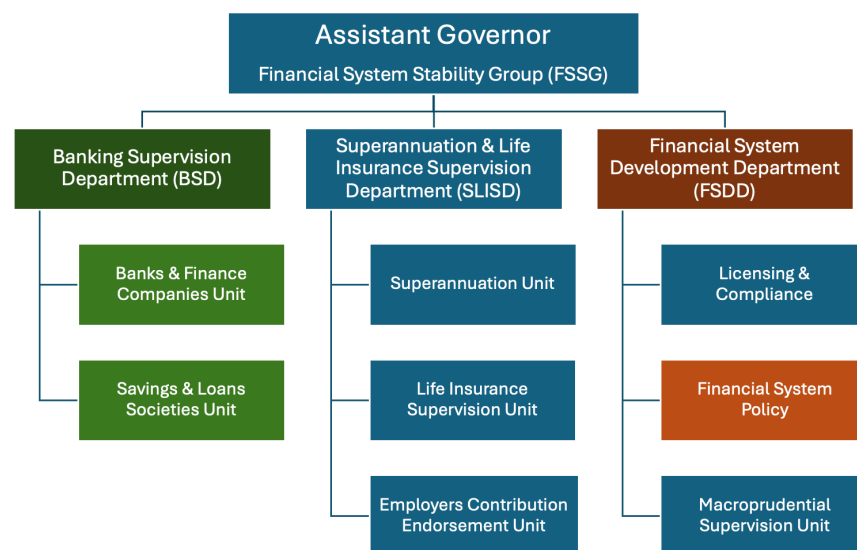 Assistant Governor
Financial System Stability Group (FSSG)
Banking Supervision
Department (BSD)
Superannuation & Life
Insurance Supervision
Department (SLISD)
Financial System
Development Department
(FSDD)
Banks & Finance
Companies Unit
Superannuation Unit
Licensing &
Compliance
Savings & Loans
Societies Unit
Life Insurance
Supervision Unit
Financial System
Policy
Employers Contribution
Endorsement Unit
Macroprudential
Supervision Unit